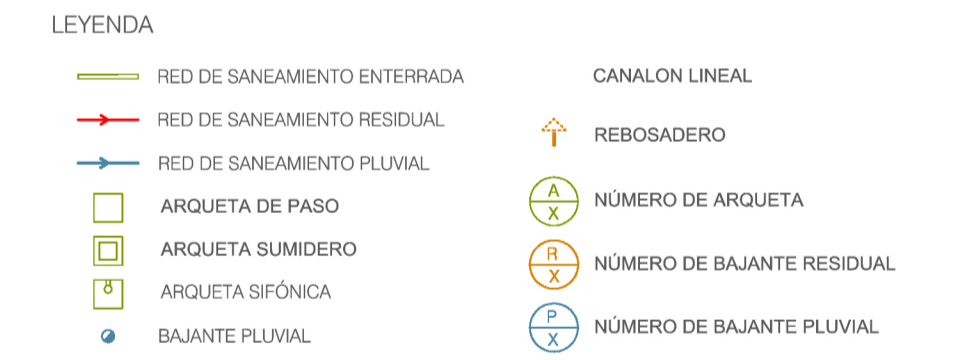 LEYENDA
RED DE SANEAMIENTO ENTERRADA
RED DE SANEAMIENTO RESIDUAL
RED DE SANEAMIENTO PLUVIAL
ARQUETA DE PASO
ARQUETA SUMIDERO
ARQUETA SIFÓNICA
BAJANTE PLUVIAL
CANALON LINEAL
REBOSADERO
A
X
NÚMERO DE ARQUETA
R
X
NÚMERO DE BAJANTE RESIDUAL
P
X
NÚMERO DE BAJANTE PLUVIAL